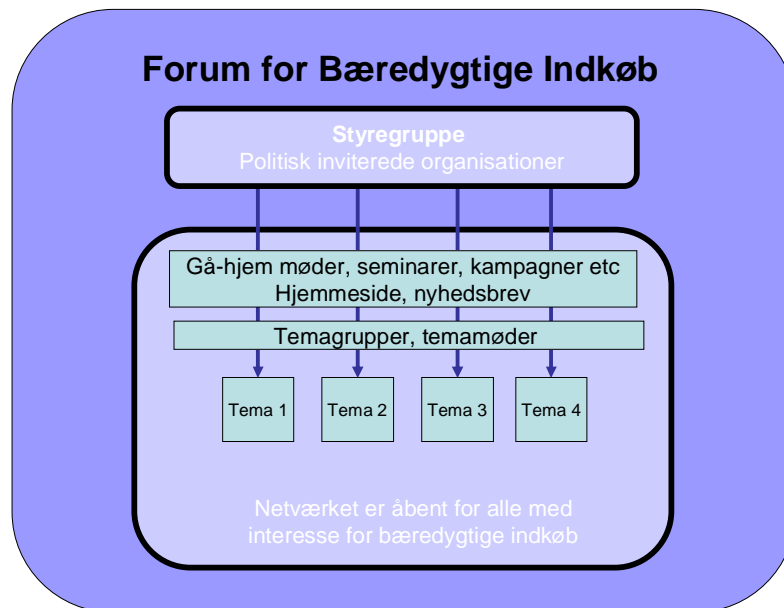 Forum for Bæredygtige Indkøb
Styregruppe
Politisk inviterede organisationer
Gå-hjem møder, seminarer, kampagner etc
Hjemmeside, nyhedsbrev
Temagrupper, temamøder
Tema 1
Tema 2
Tema 3
Tema 4
Netværket er åbent for alle med
interesse for bæredygtige indkøb